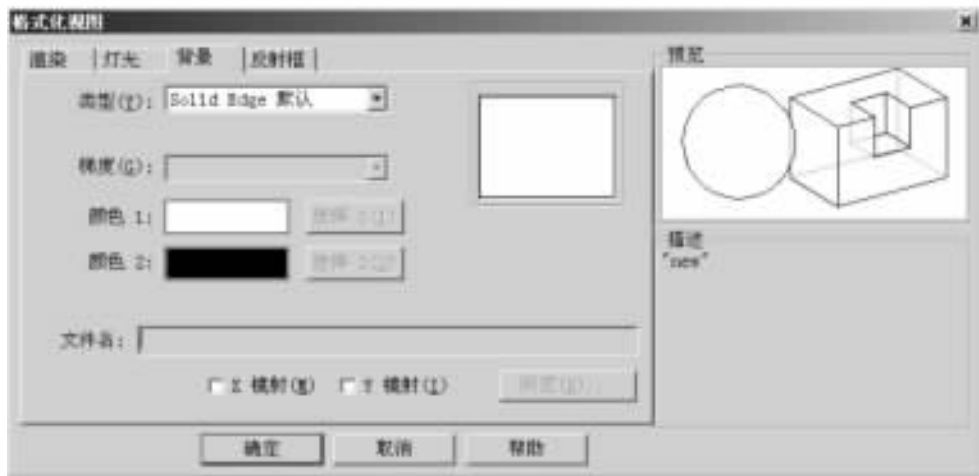 格式化视图
渲染 灯光 背景 反射框
类型(Y): Solid Edge 默认
梯度(G):
颜色 1:
颜色 2:
文件名:
X 镜射(M) Y 镜射(I)
确定 取消 帮助
预览
描述
"new"